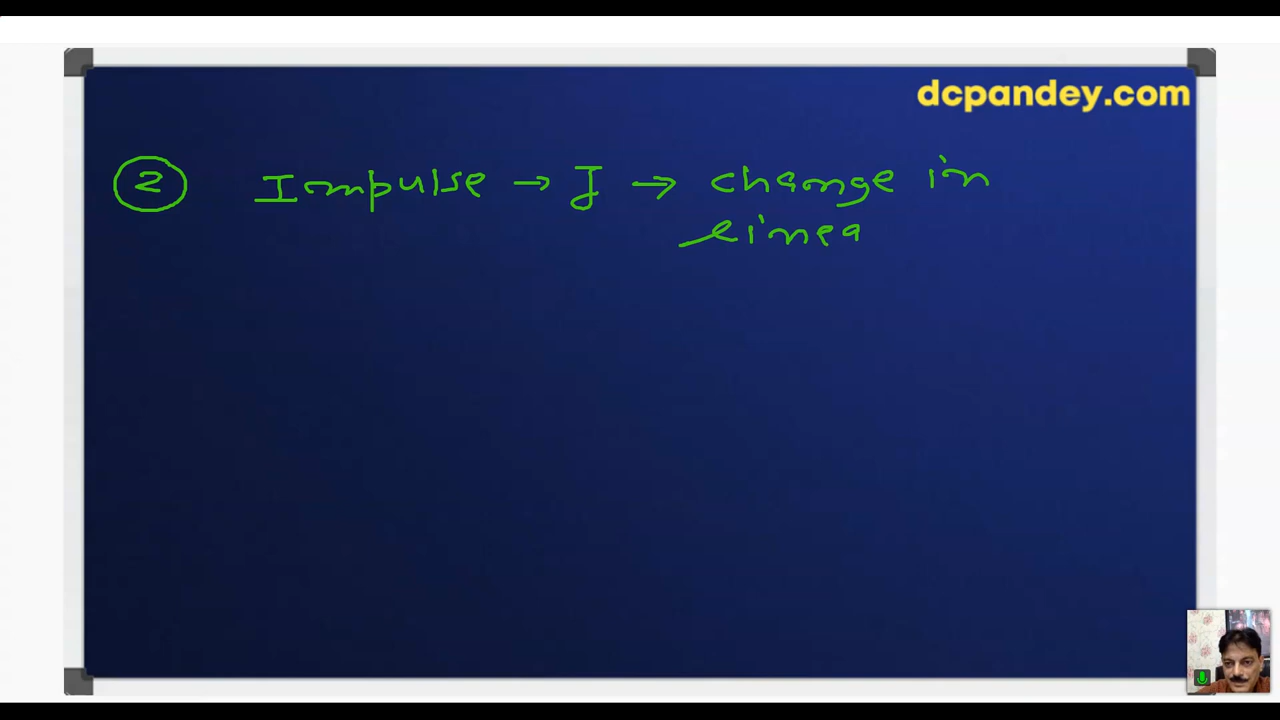 dcpandey.com
② Impulse → J → change in
linea